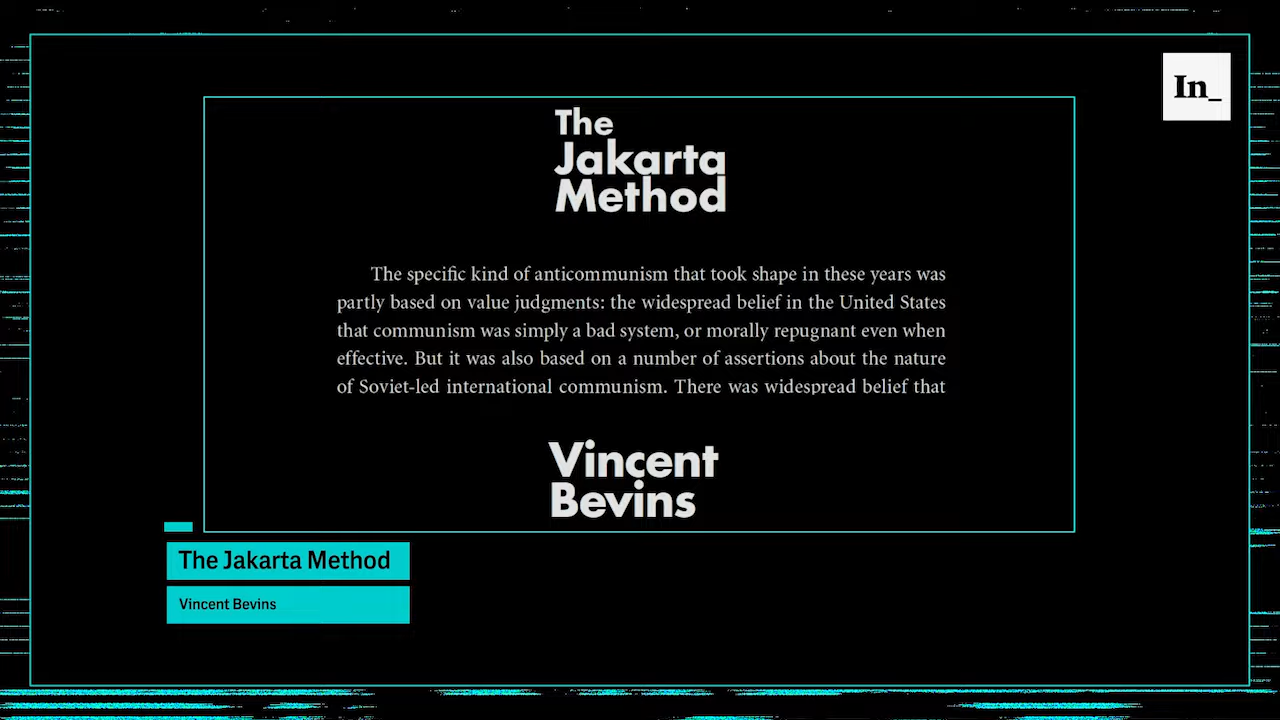 In_
The
Jakarta
Method
The specific kind of anticommunism that took shape in these years was
partly based on value judgments: the widespread belief in the United States
that communism was simply a bad system, or morally repugnant even when
effective. But it was also based on a number of assertions about the nature
of Soviet-led international communism. There was widespread belief that
Vincent
Bevins
The Jakarta Method
Vincent Bevins